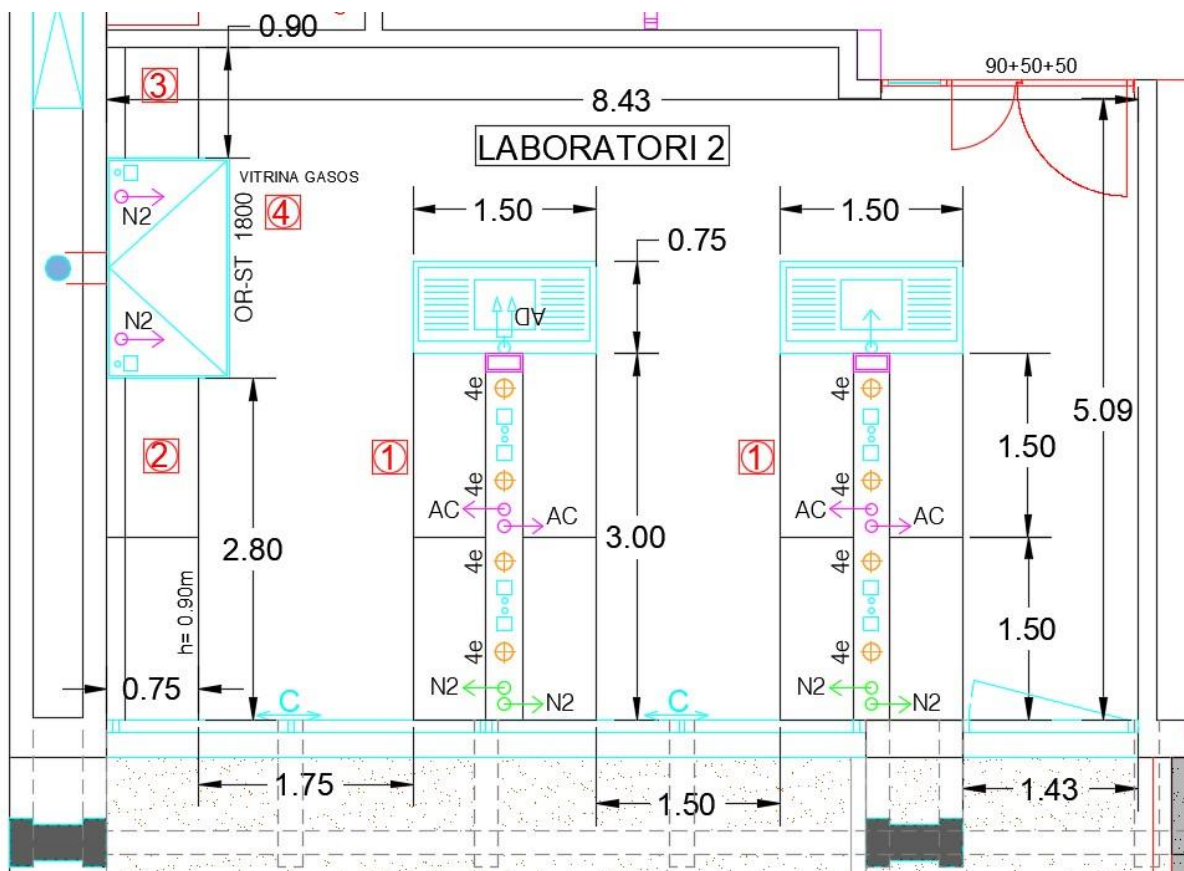 0.90
90+50+50
3
8.43
LABORATORI 2
VITRINA GASOS
4
OR-ST 1800
N2
N2
1.50
1.50
0.75
AD
4e
4e
5.09
2
1
1
1.50
4e
4e
AC
AC
AC
AC
2.80
3.00
4e
4e
h= 0.90m
1.50
4e
4e
0.75
N2
N2
N2
N2
C
C
1.75
1.50
1.43